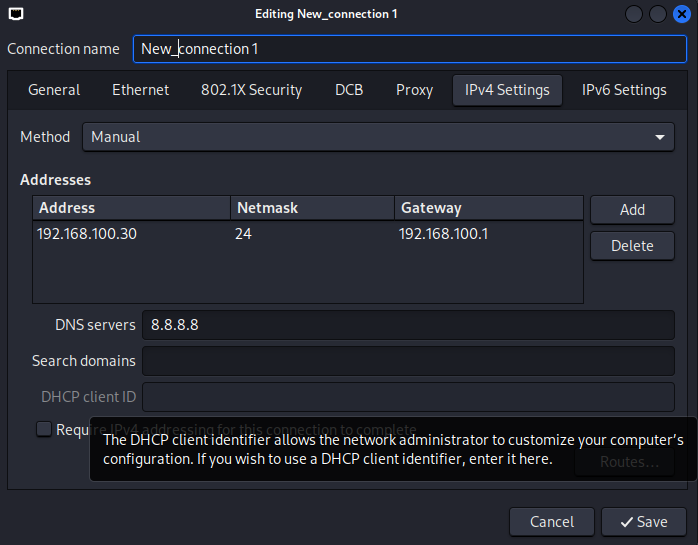 Editing New_connection 1
Connection name New_connection 1
General Ethernet 802.1X Security DCB Proxy IPv4 Settings IPv6 Settings
Method Manual
Addresses
Address Netmask Gateway Add
192.168.100.30 24 192.168.100.1
Delete
DNS servers 8.8.8.8
Search domains
DHCP client ID
Require IPv4 addressing for this connection to complete
The DHCP client identifier allows the network administrator to customize your computer’s
configuration. If you wish to use a DHCP client identifier, enter it here.
Routes…
Cancel Save